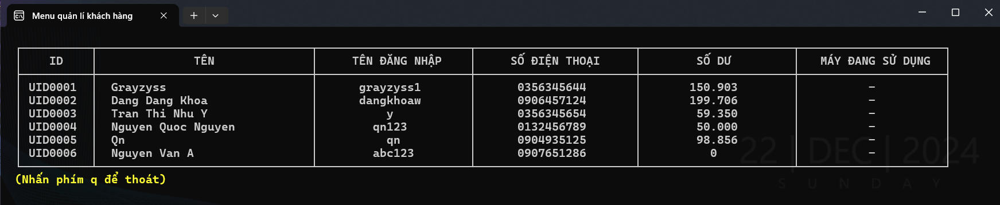 Menu quản lí khách hàng
ID TÊN TÊN ĐĂNG NHẬP SỐ ĐIỆN THOẠI SỐ DƯ MÁY ĐANG SỬ DỤNG
UID0001 Grayzyss grayzyss1 0356345644 150.903 -
UID0002 Dang Dang Khoa dangkhoaw 0906457124 199.706 -
UID0003 Tran Thi Nhu Y y 0356345654 59.350 -
UID0004 Nguyen Quoc Nguyen qn123 0132456789 50.000 -
UID0005 Qn qn 0904935125 98.856 -
UID0006 Nguyen Van A abc123 0907651286 0 -
22 | DEC | 2024
SUNDAY
(Nhấn phím q để thoát)